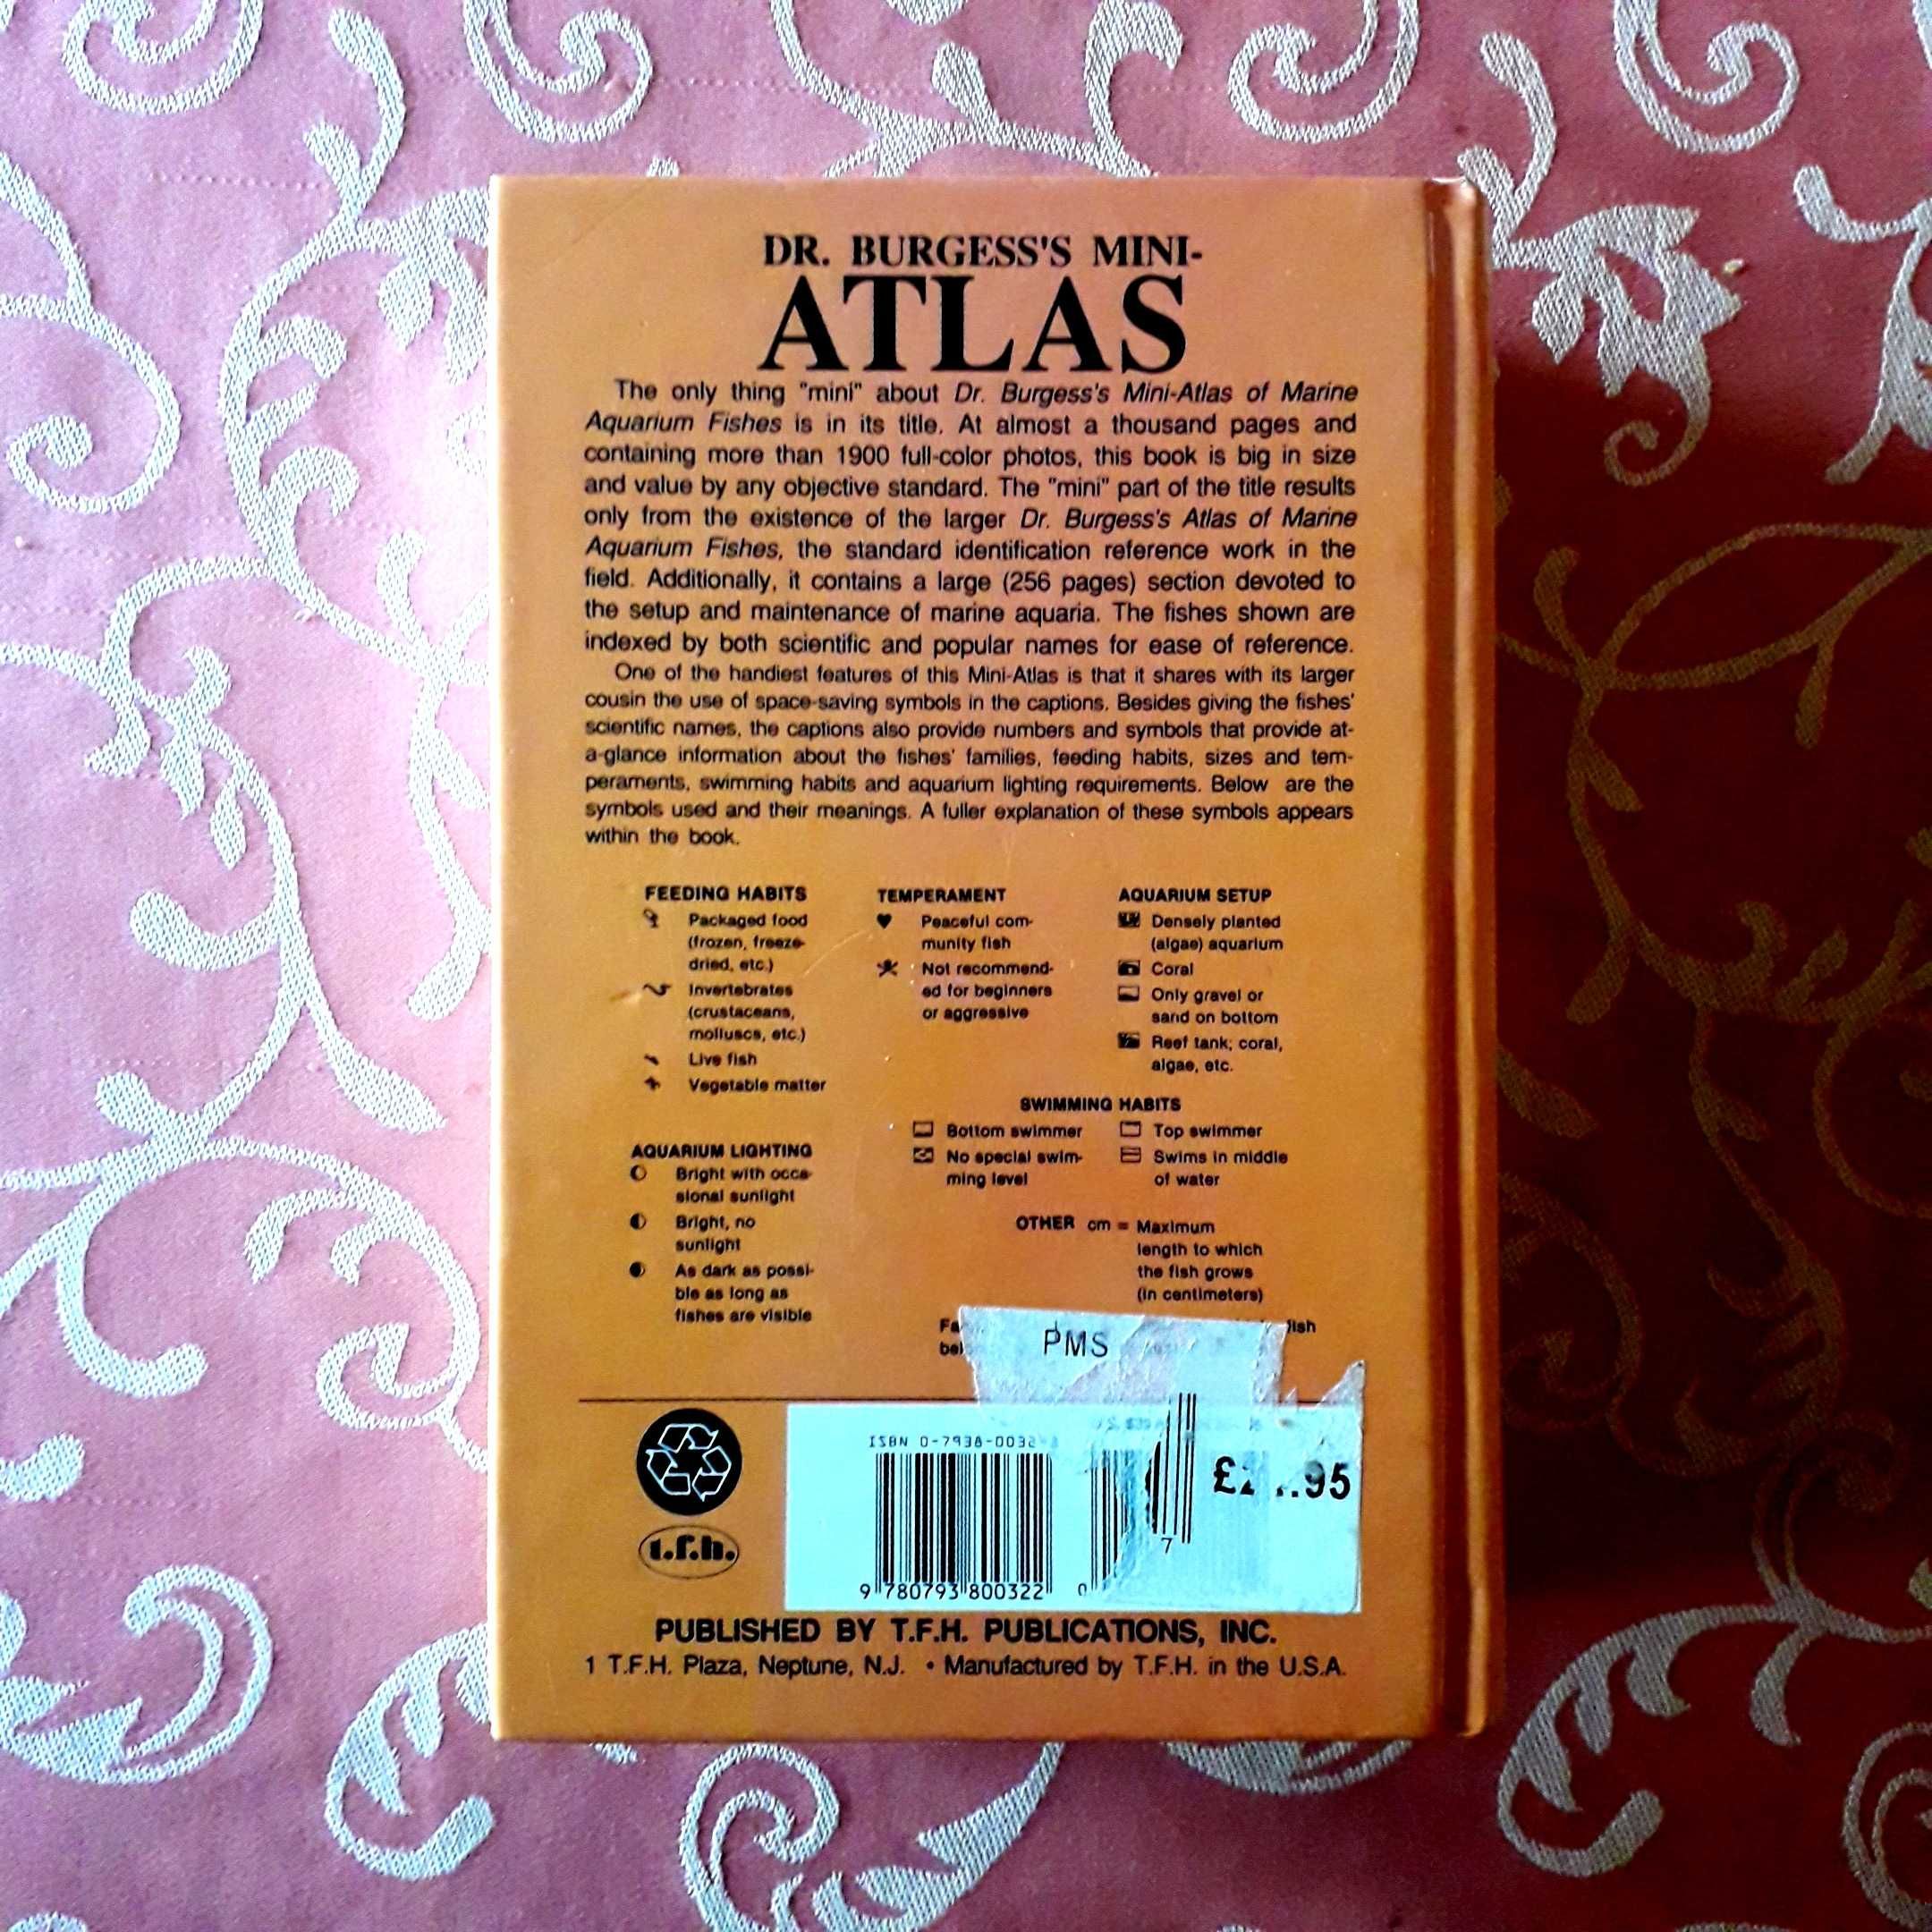 DR. BURGESS'S MINI-
ATLAS
The only thing "mini" about Dr. Burgess's Mini-Atlas of Marine
Aquarium Fishes is in its title. At almost a thousand pages and
containing more than 1900 full-color photos, this book is big in size
and value by any objective standard. The "mini" part of the title results
only from the existence of the larger Dr. Burgess's Atlas of Marine
Aquarium Fishes, the standard identification reference work in the
field. Additionally, it contains a large (256 pages) section devoted to
the setup and maintenance of marine aquaria. The fishes shown are
indexed by both scientific and popular names for ease of reference.
One of the handiest features of this Mini-Atlas is that it shares with its larger
cousin the use of space-saving symbols in the captions. Besides giving the fishes'
scientific names, the captions also provide numbers and symbols that provide at-
a-glance information about the fishes' families, feeding habits, sizes and tem-
peraments, swimming habits and aquarium lighting requirements. Below are the
symbols used and their meanings. A fuller explanation of these symbols appears
within the book.
FEEDING HABITS
Packaged food
(frozen, freeze-
dried, etc.)
Invertebrates
(crustaceans,
molluscs, etc.)
Live fish
Vegetable matter
TEMPERAMENT
Peaceful com-
munity fish
Not recommend-
ed for beginners
or aggressive
AQUARIUM SETUP
Densely planted
(algae) aquarium
Coral
Only gravel or
sand on bottom
Reef tank; coral,
algae, etc.
AQUARIUM LIGHTING
Bright with occa-
sional sunlight
Bright, no
sunlight
As dark as possi-
ble as long as
fishes are visible
SWIMMING HABITS
Bottom swimmer
No special swim-
ming level
Top swimmer
Swims in middle
of water
OTHER cm = Maximum
length to which
the fish grows
(in centimeters)
PMS
ISBN 0-7938-0032
9 780793 800322 0
7
.95
t.f.h.
PUBLISHED BY T.F.H. PUBLICATIONS, INC.
1 T.F.H. Plaza, Neptune, N.J. • Manufactured by T.F.H. in the U.S.A.